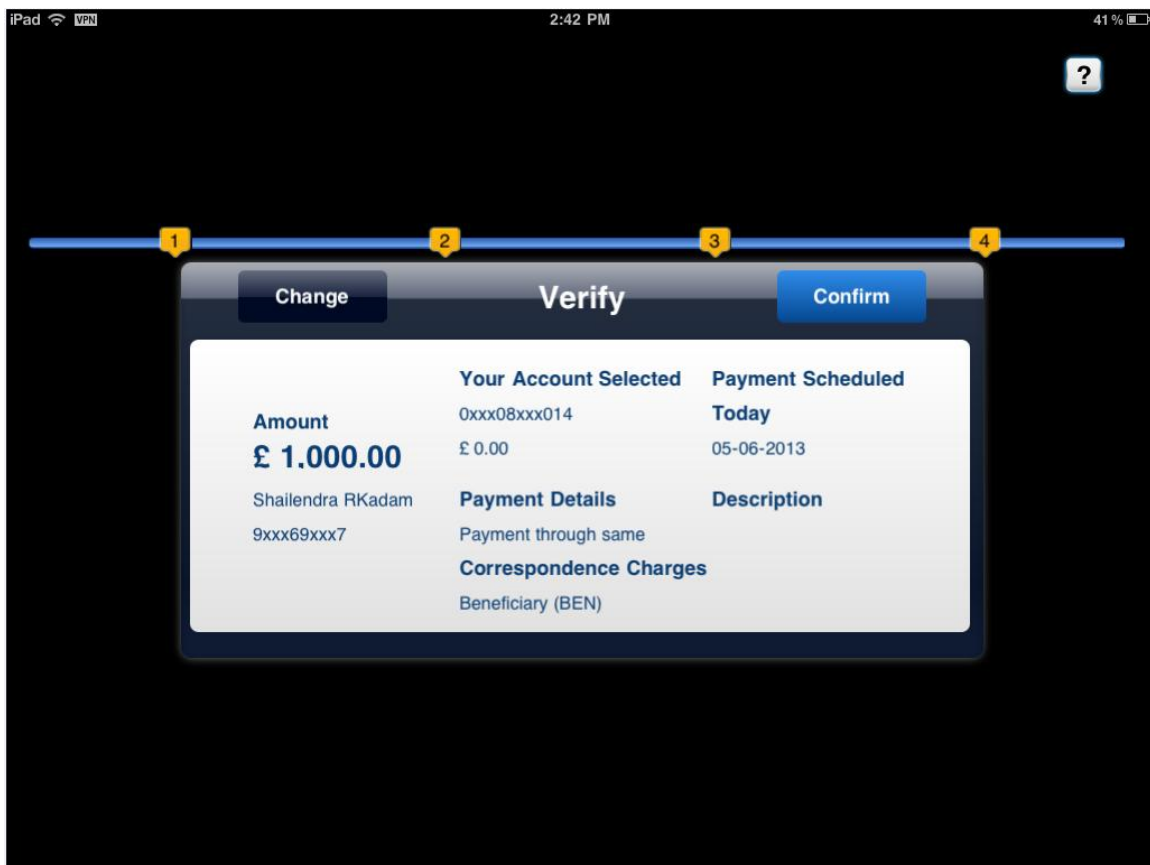 iPad VPN 2:42 PM 41 %
?
1 2 3 4
Change Verify Confirm
Amount
£ 1,000.00
Shailendra RKadam
9xxx69xxx7
Your Account Selected
0xxx08xxx014
£ 0.00
Payment Details
Payment through same
Correspondence Charges
Beneficiary (BEN)
Payment Scheduled
Today
05-06-2013
Description